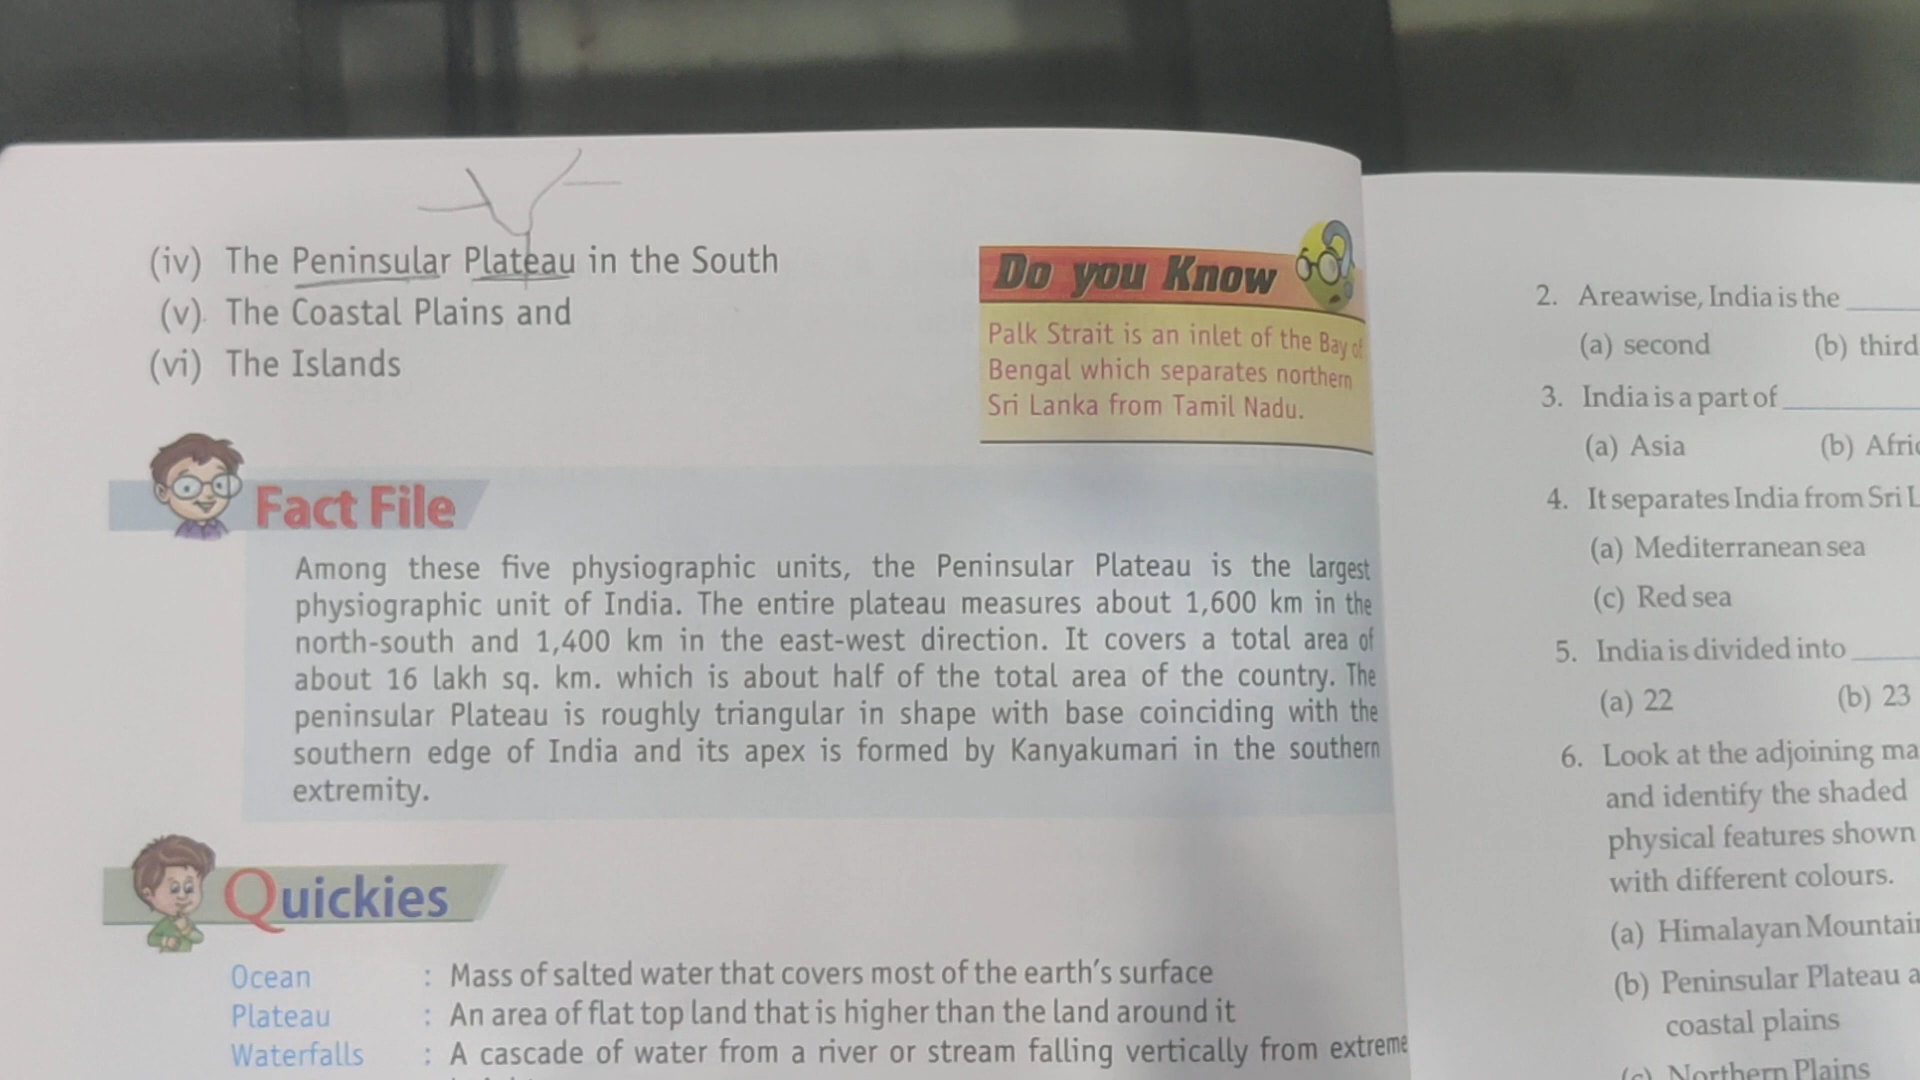 (iv) The Peninsular Plateau in the South
(v). The Coastal Plains and
(vi) The Islands
Do you Know
Palk Strait is an inlet of the Bay of
Bengal which separates northern
Sri Lanka from Tamil Nadu.
Fact File
Among these five physiographic units, the Peninsular Plateau is the largest
physiographic unit of India. The entire plateau measures about 1,600 km in the
north-south and 1,400 km in the east-west direction. It covers a total area of
about 16 lakh sq. km. which is about half of the total area of the country. The
peninsular Plateau is roughly triangular in shape with base coinciding with the
southern edge of India and its apex is formed by Kanyakumari in the southern
extremity.
Quickies
Ocean : Mass of salted water that covers most of the earth's surface
Plateau : An area of flat top land that is higher than the land around it
Waterfalls : A cascade of water from a river or stream falling vertically from extreme
2. Areawise, India is the
(a) second (b) third
3. India is a part of
(a) Asia (b)
4. It separates India from Sri
(a) Mediterranean sea
(c) Red sea
5. India is divided into
(a) 22 (b) 23
6. Look at the adjoining
and identify the shaded
physical features shown
with different colours.
(a) Himalayan
(b) Peninsular Plateau
coastal plains
(c) Northern Plains